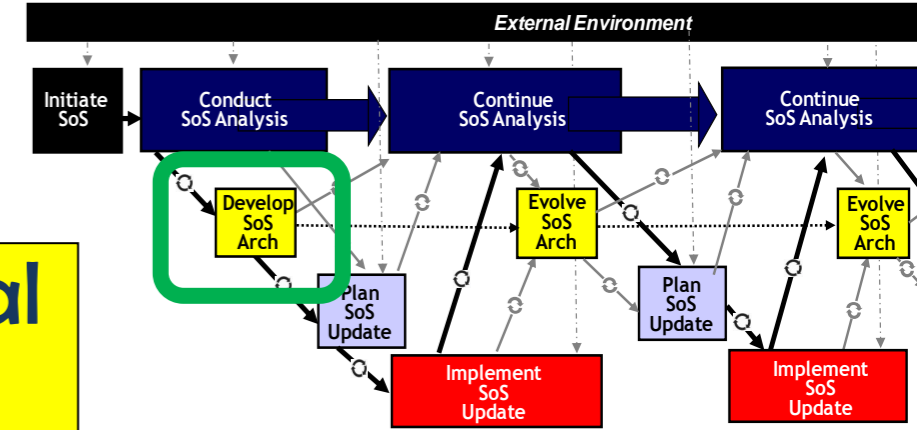 External Environment
Initiate
SoS
Conduct
SoS Analysis
Continue
SoS Analysis
Continue
SoS Analysis
Develop
SoS
Arch
Evolve
SoS
Arch
Evolve
SoS
Arch
al
Plan
SoS
Update
Plan
SoS
Update
Implement
SoS
Update
Implement
SoS
Update